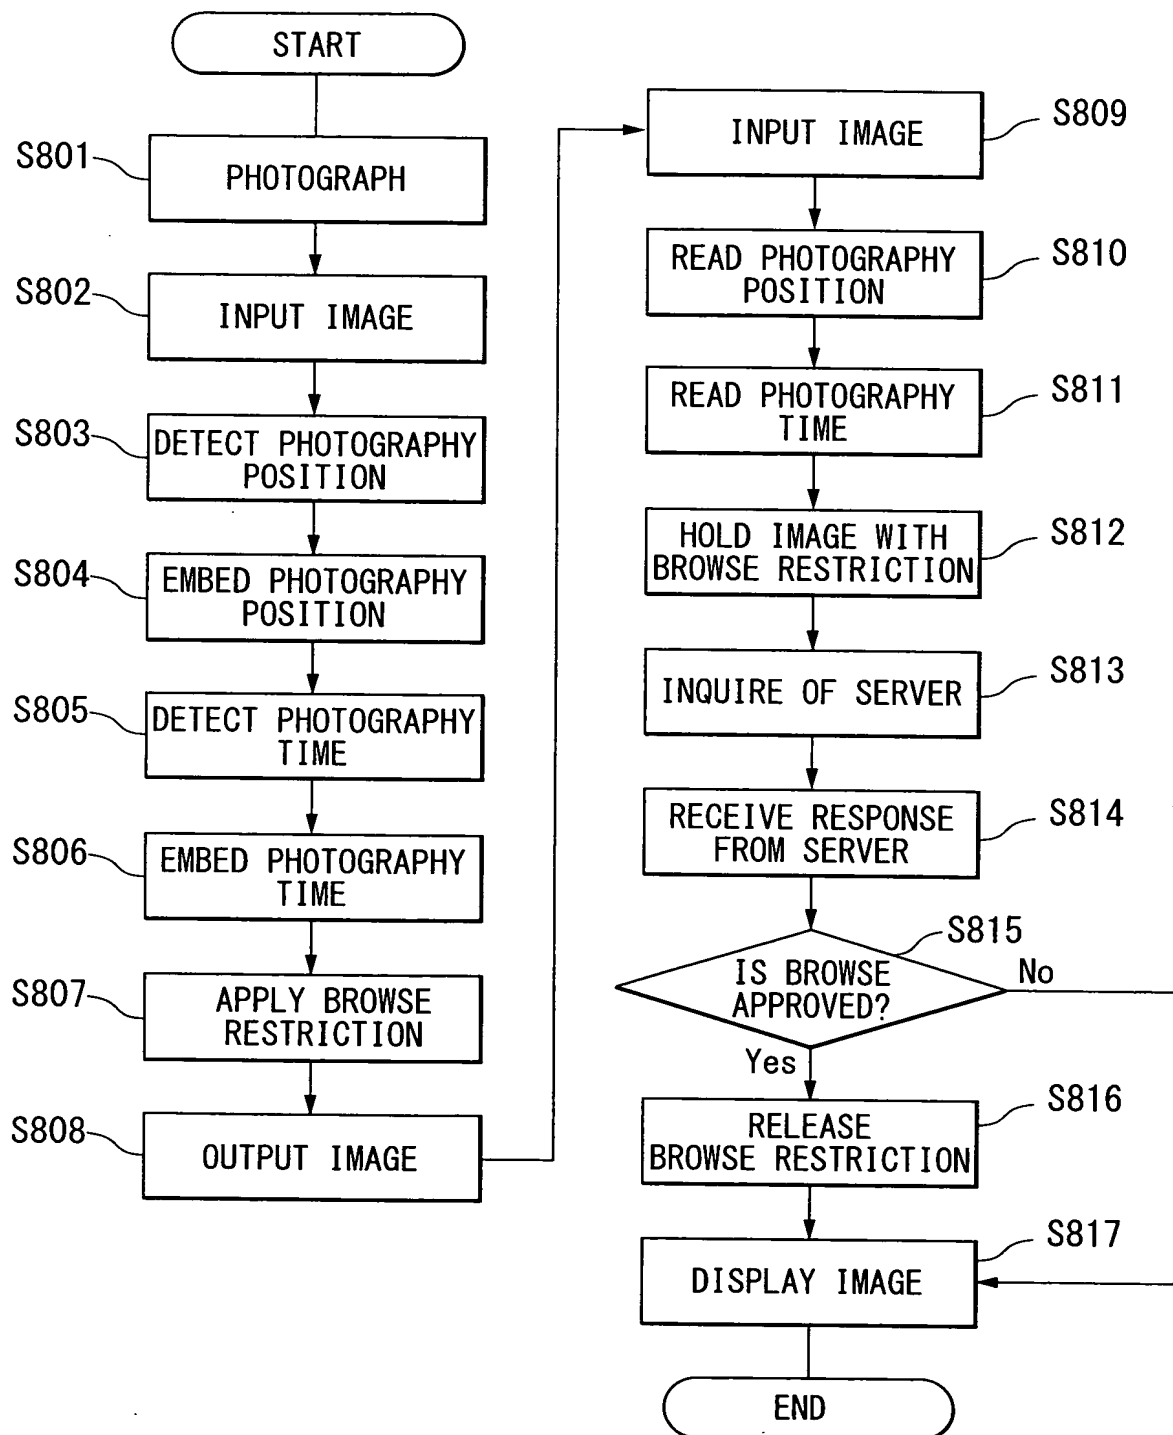 START
S801
PHOTOGRAPH
S802
INPUT IMAGE
S803
DETECT PHOTOGRAPHY
POSITION
S804
EMBED PHOTOGRAPHY
POSITION
S805
DETECT PHOTOGRAPHY
TIME
S806
EMBED PHOTOGRAPHY
TIME
S807
APPLY BROWSE
RESTRICTION
S808
OUTPUT IMAGE
S809
INPUT IMAGE
S810
READ PHOTOGRAPHY
POSITION
S811
READ PHOTOGRAPHY
TIME
S812
HOLD IMAGE WITH
BROWSE RESTRICTION
S813
INQUIRE OF SERVER
S814
RECEIVE RESPONSE
FROM SERVER
S815
IS BROWSE
APPROVED?
No
Yes
S816
RELEASE
BROWSE RESTRICTION
S817
DISPLAY IMAGE
END